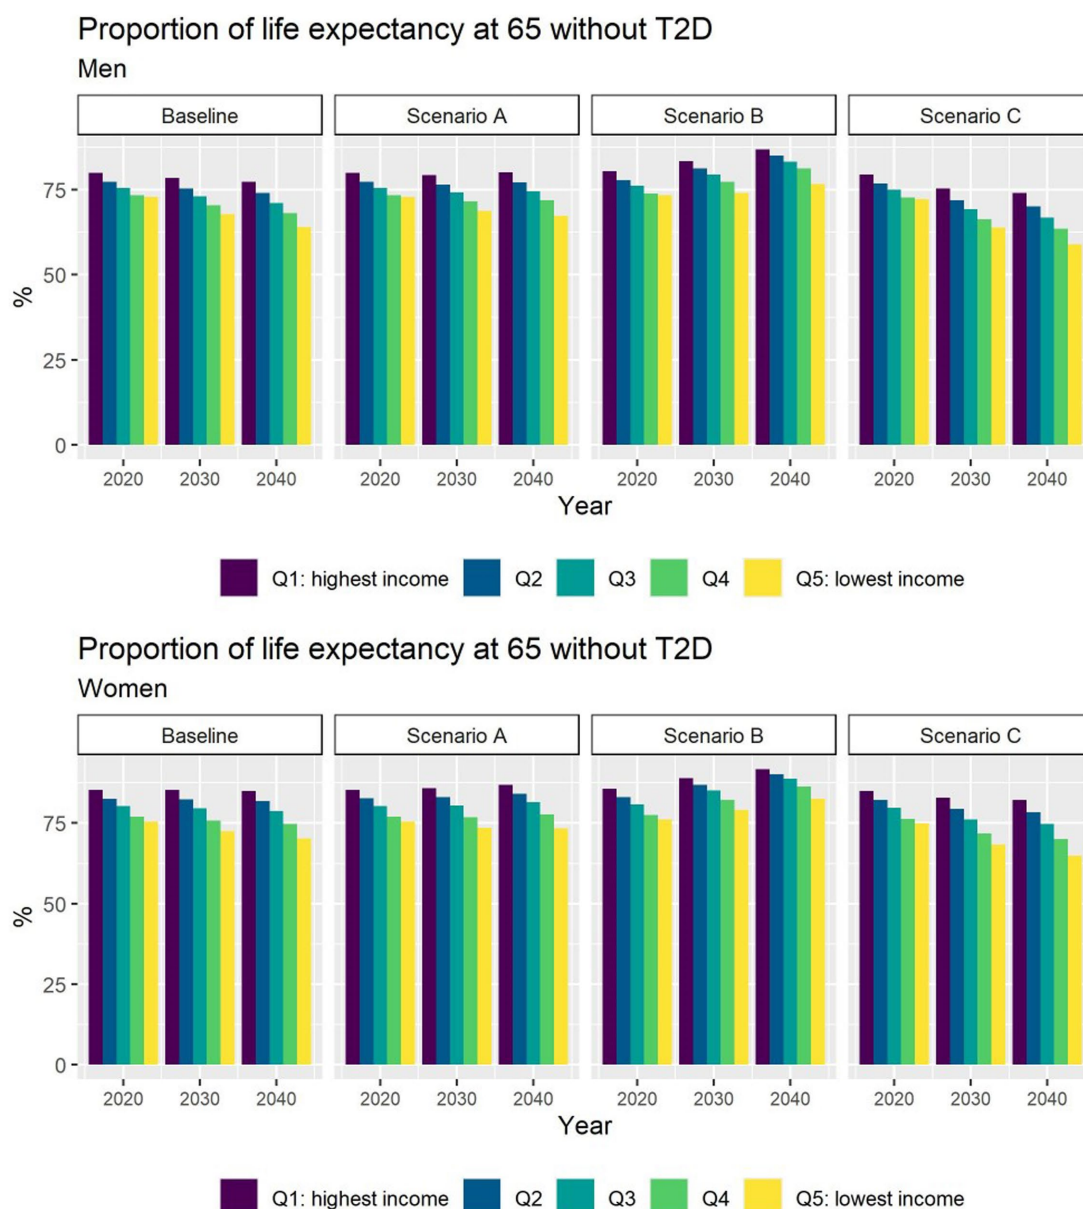 Proportion of life expectancy at 65 without T2D
Men
Baseline Scenario A Scenario B Scenario C
75
50
%
25
0
2020 2030 2040 2020 2030 2040 2020 2030 2040 2020 2030 2040
Year
Q1: highest income Q2 Q3 Q4 Q5: lowest income
Proportion of life expectancy at 65 without T2D
Women
Baseline Scenario A Scenario B Scenario C
75
50
%
25
0
2020 2030 2040 2020 2030 2040 2020 2030 2040 2020 2030 2040
Year
Q1: highest income Q2 Q3 Q4 Q5: lowest income